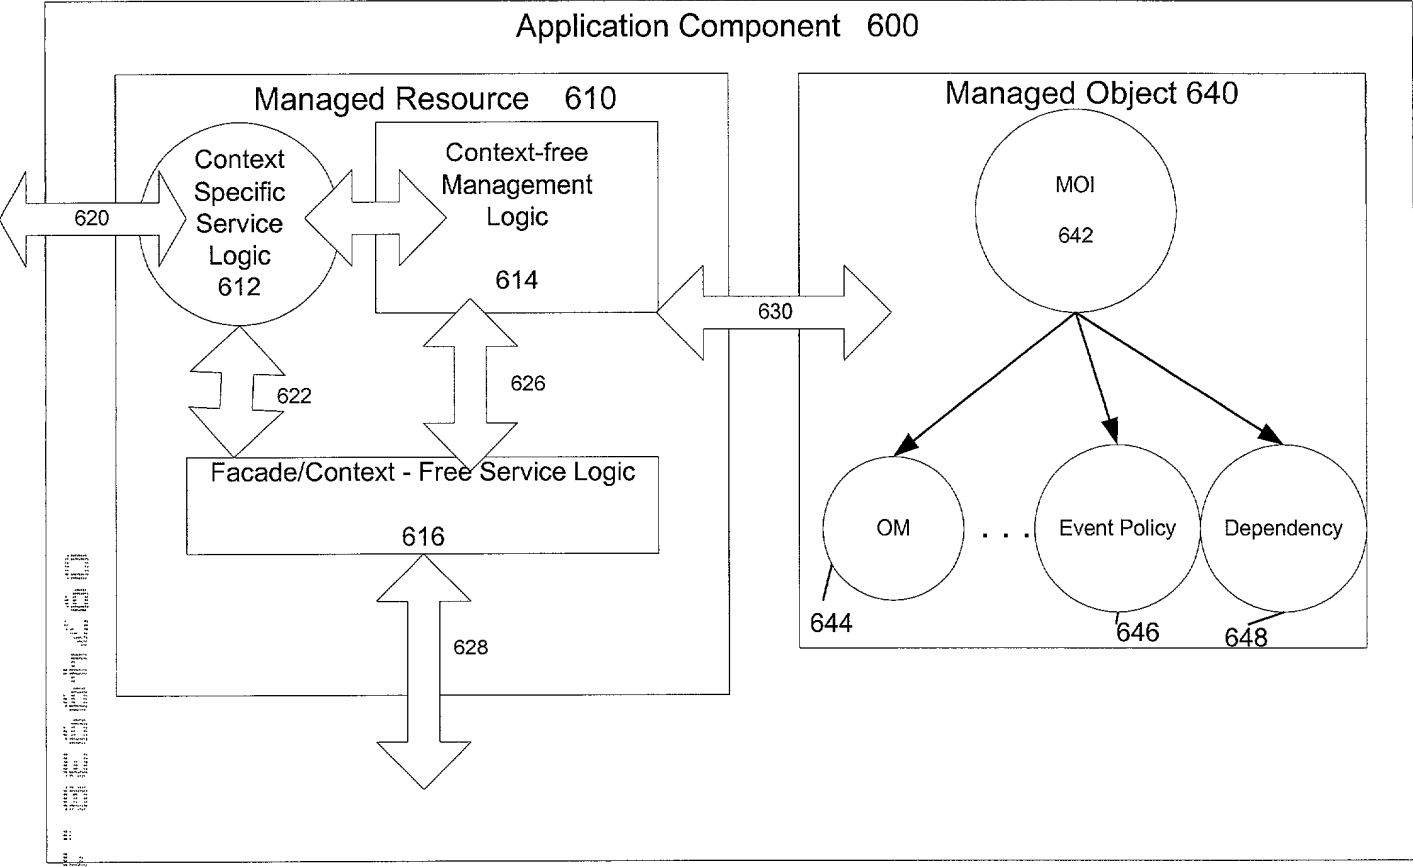 Application Component 600
Managed Resource 610
Context
Specific
Service
Logic
612
Context-free
Management
Logic
614
620
622
626
Facade/Context - Free Service Logic
616
628
630
Managed Object 640
MOI
642
OM
. . .
Event Policy
Dependency
644
646
648